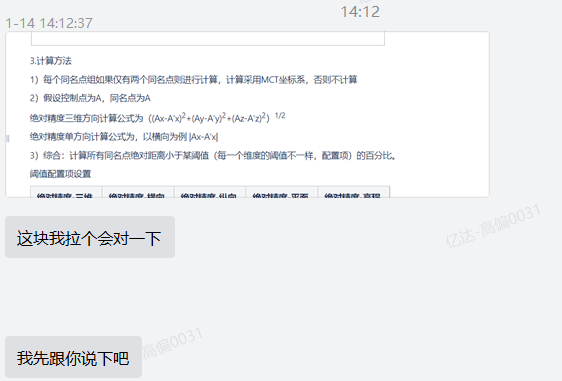 14:12
1-14 14:12:37
3.计算方法
1）每个同名点组如果仅有两个同名点则进行计算，计算采用MCT坐标系，否则不计算
2）假设控制点为A，同名点为A
绝对精度三维方向计算公式为（(Ax-A'x)²+(Ay-A'y)²+(Az-A'z)²）¹ᐟ²
绝对精度单方向计算公式为，以横向为例 |Ax-A'x|
3）综合：计算所有同名点绝对距离小于某阈值（每一个维度的阈值不一样，配置项）的百分比。
阈值配置项设置
绝对精度-三维 绝对精度-横向 绝对精度-纵向 绝对精度-平面 绝对精度-高程
这块我拉个会对一下
亿达-高偏0031
高偏0031
我先跟你说下吧